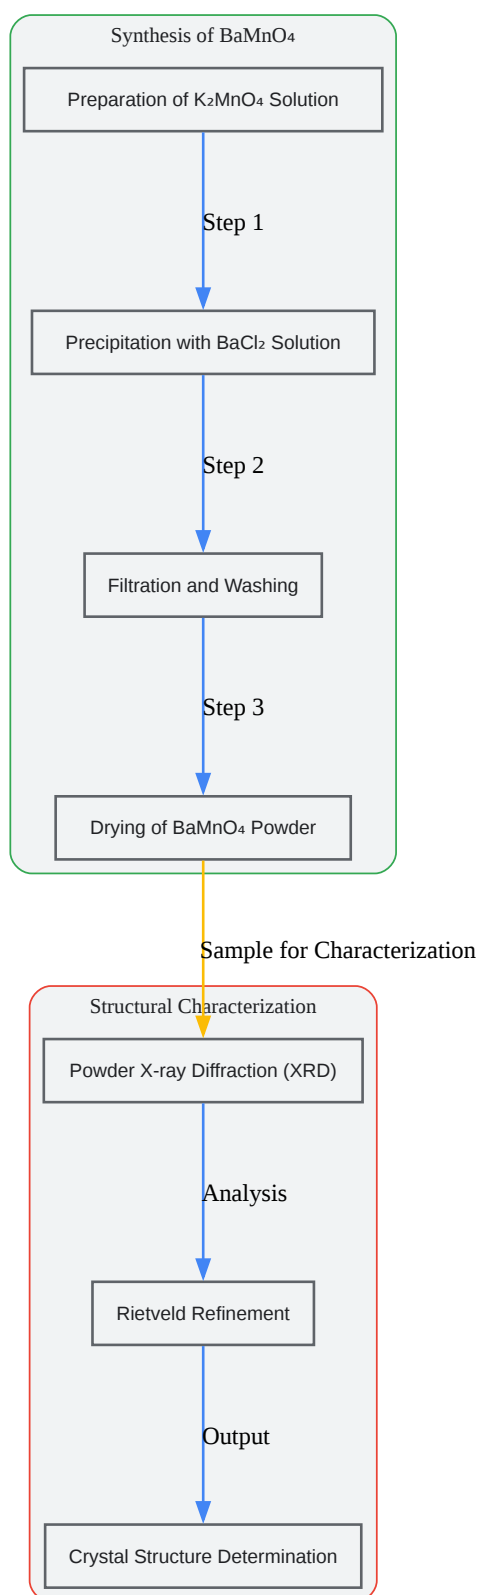 Synthesis of BaMnO₄
Preparation of K₂MnO₄ Solution
Step 1
Precipitation with BaCl₂ Solution
Step 2
Filtration and Washing
Step 3
Drying of BaMnO₄ Powder
Sample for Characterization
Structural Characterization
Powder X-ray Diffraction (XRD)
Analysis
Rietveld Refinement
Output
Crystal Structure Determination